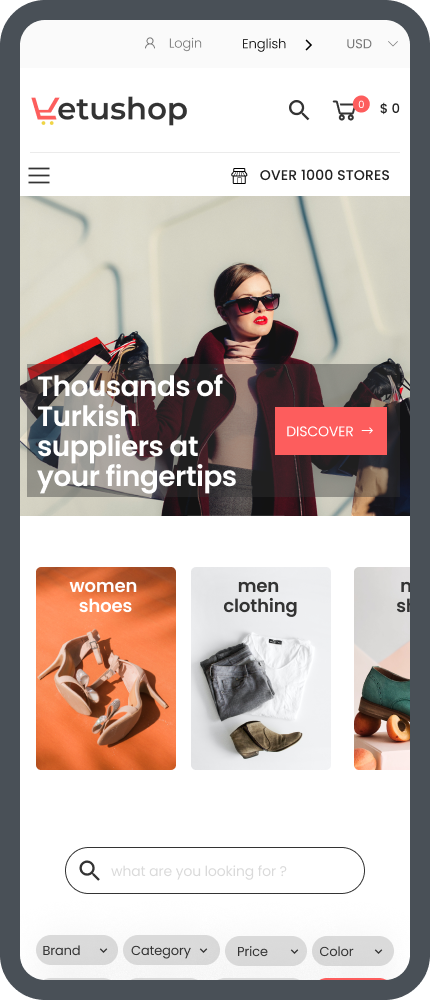 Login
English
USD
Vetushop
0
$ 0
OVER 1000 STORES
Thousands of
Turkish
suppliers at
your fingertips
DISCOVER →
women
shoes
men
clothing
what are you looking for ?
Brand
Category
Price
Color